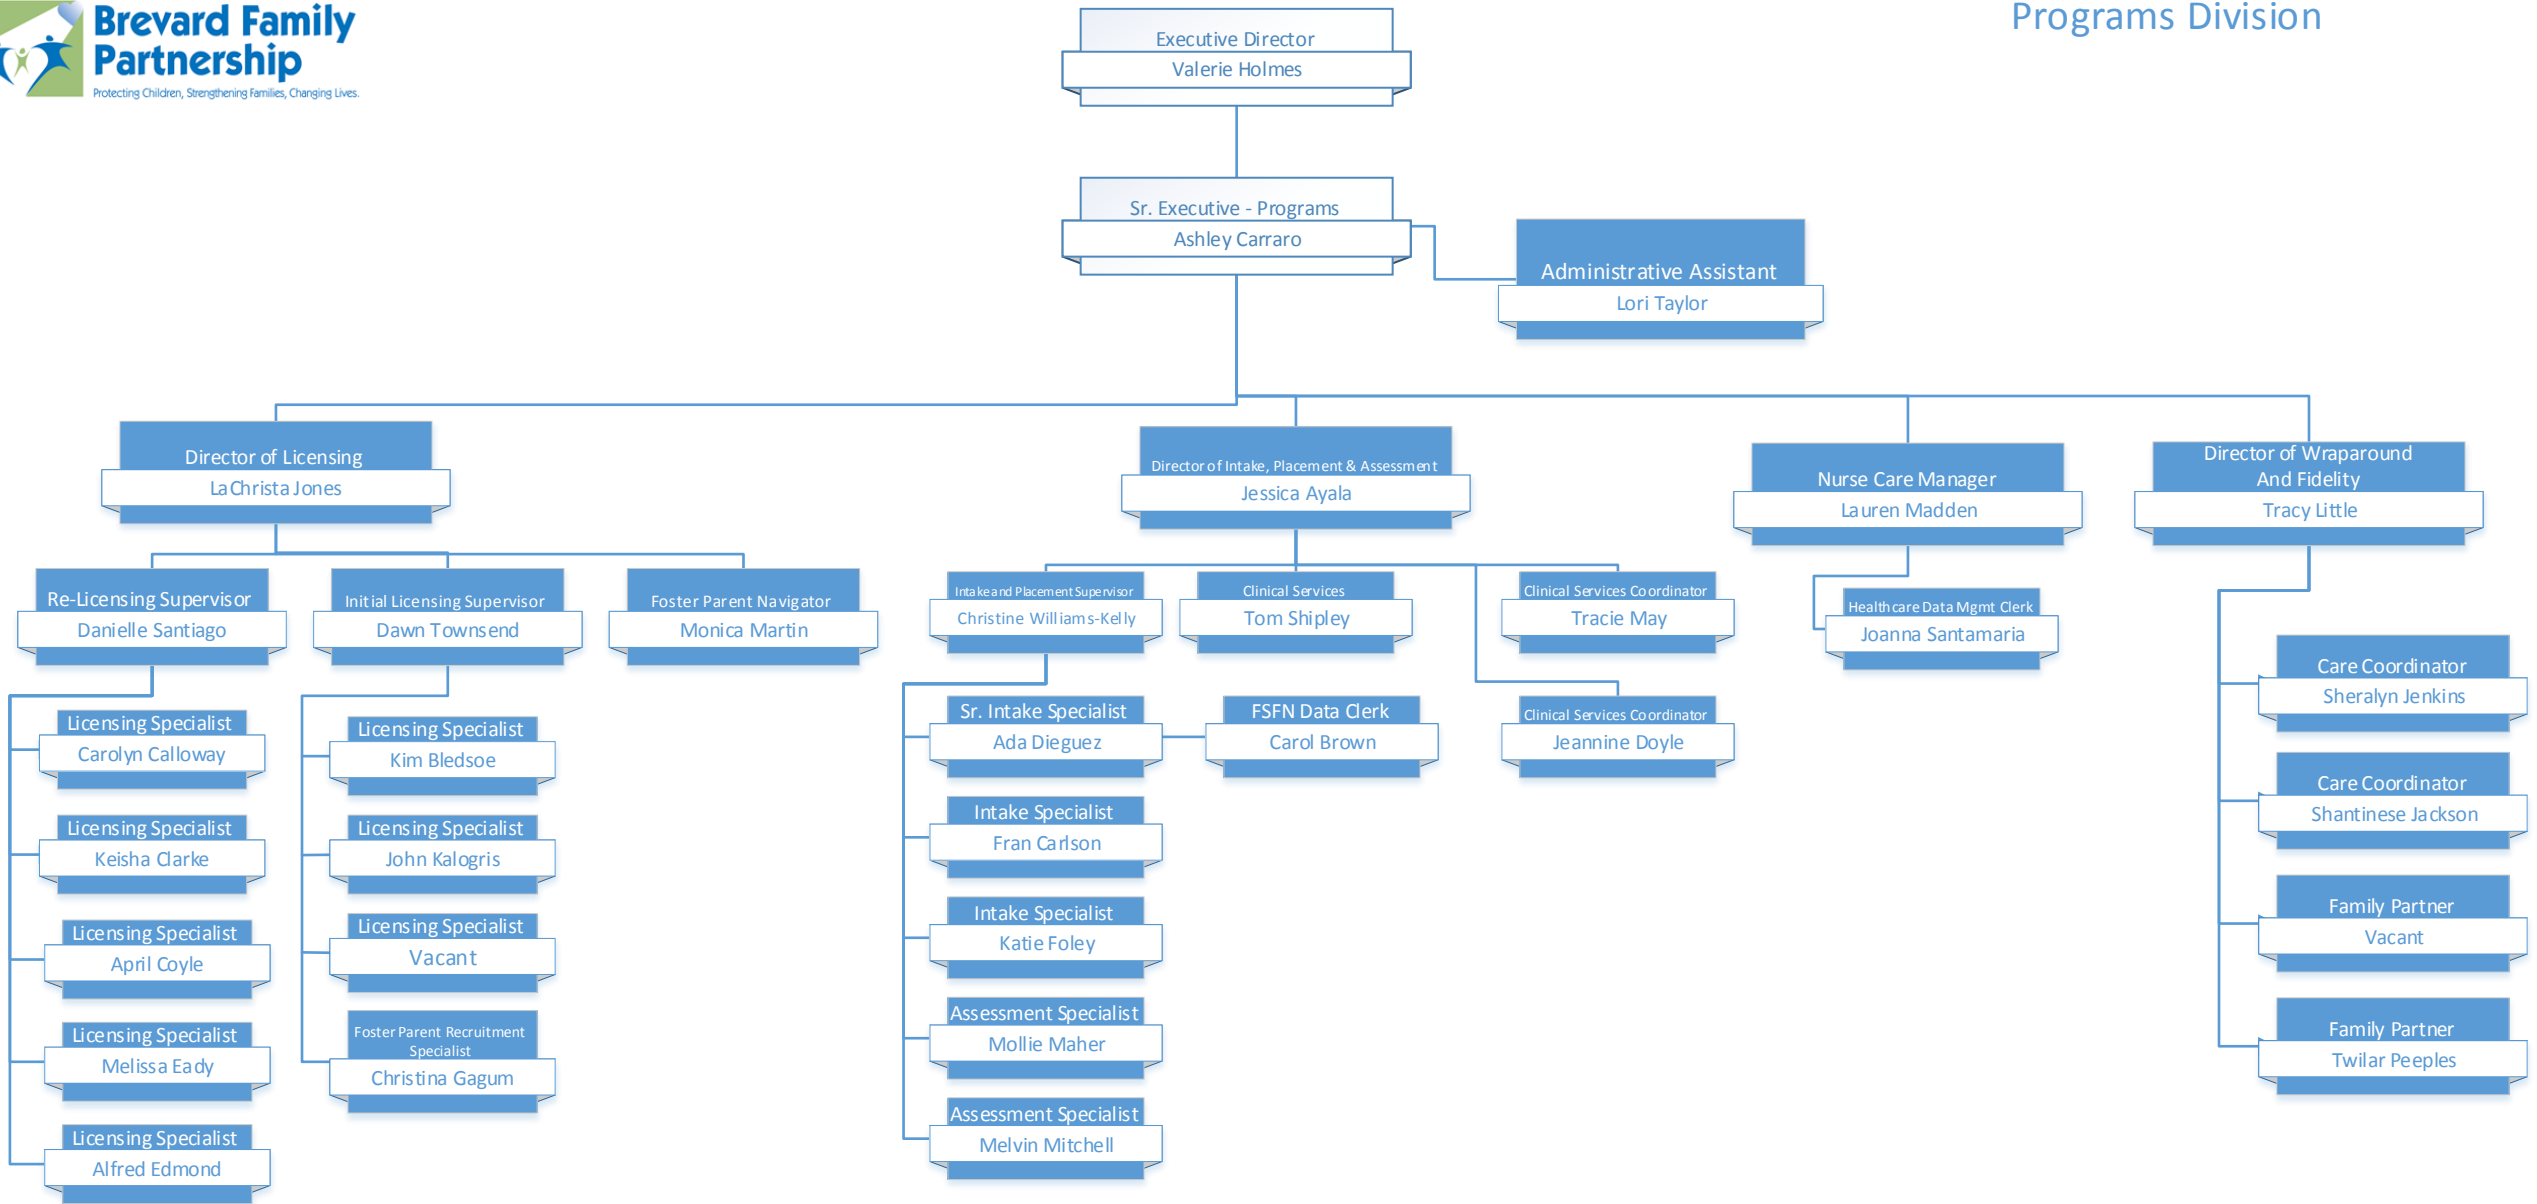 Brevard Family
Partnership
Protecting Children, Strengthening Families, Changing Lives.
Programs Division
Executive Director
Valerie Holmes
Sr. Executive - Programs
Ashley Carraro
Administrative Assistant
Lori Taylor
Director of Licensing
LaChrista Jones
Director of Intake, Placement & Assessment
Jessica Ayala
Nurse Care Manager
Lauren Madden
Director of Wraparound
And Fidelity
Tracy Little
Re-Licensing Supervisor
Danielle Santiago
Initial Licensing Supervisor
Dawn Townsend
Foster Parent Navigator
Monica Martin
Intake and Placement Supervisor
Christine Williams-Kelly
Clinical Services
Tom Shipley
Clinical Services Coordinator
Tracie May
Healthcare Data Mgmt Clerk
Joanna Santamaria
Licensing Specialist
Carolyn Calloway
Licensing Specialist
Keisha Clarke
Licensing Specialist
April Coyle
Licensing Specialist
Melissa Eady
Licensing Specialist
Alfred Edmond
Licensing Specialist
Kim Bledsoe
Licensing Specialist
John Kalogris
Licensing Specialist
Vacant
Foster Parent Recruitment
Specialist
Christina Gagum
Sr. Intake Specialist
Ada Dieguez
FSFN Data Clerk
Carol Brown
Clinical Services Coordinator
Jeannine Doyle
Intake Specialist
Fran Carlson
Intake Specialist
Katie Foley
Assessment Specialist
Mollie Maher
Assessment Specialist
Melvin Mitchell
Care Coordinator
Sheralyn Jenkins
Care Coordinator
Shantinese Jackson
Family Partner
Vacant
Family Partner
Twilar Peeples